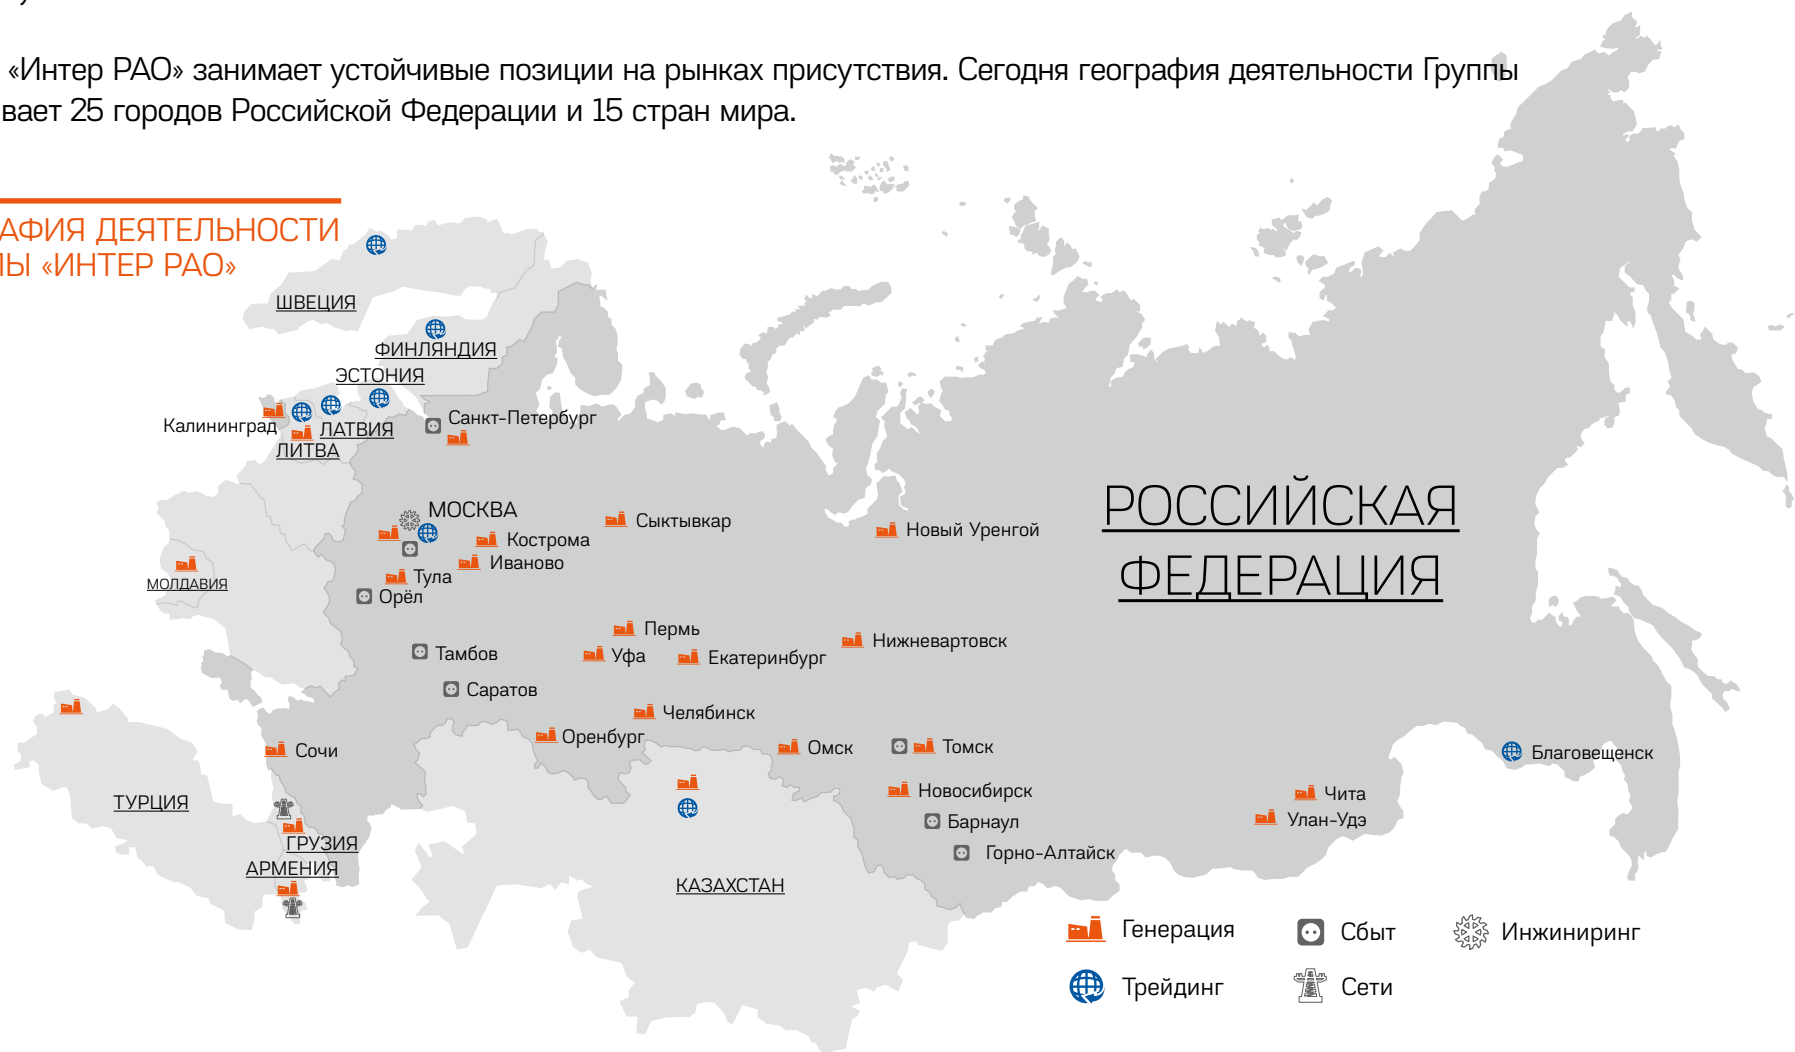 «Интер РАО» занимает устойчивые позиции на рынках присутствия. Сегодня география деятельности Группы
вает 25 городов Российской Федерации и 15 стран мира.
АФИЯ ДЕЯТЕЛЬНОСТИ
ПЫ «ИНТЕР РАО»
ШВЕЦИЯ
ФИНЛЯНДИЯ
ЭСТОНИЯ
Калининград
ЛАТВИЯ
ЛИТВА
Санкт-Петербург
МОСКВА
Сыктывкар
Кострома
Иваново
Тула
Орёл
Новый Уренгой
РОССИЙСКАЯ
ФЕДЕРАЦИЯ
МОЛДАВИЯ
Пермь
Уфа
Екатеринбург
Нижневартовск
Тамбов
Саратов
Челябинск
Оренбург
Омск
Томск
Сочи
Благовещенск
Новосибирск
Барнаул
Горно-Алтайск
Чита
Улан-Удэ
ТУРЦИЯ
ГРУЗИЯ
АРМЕНИЯ
КАЗАХСТАН
Генерация
Сбыт
Инжиниринг
Трейдинг
Сети